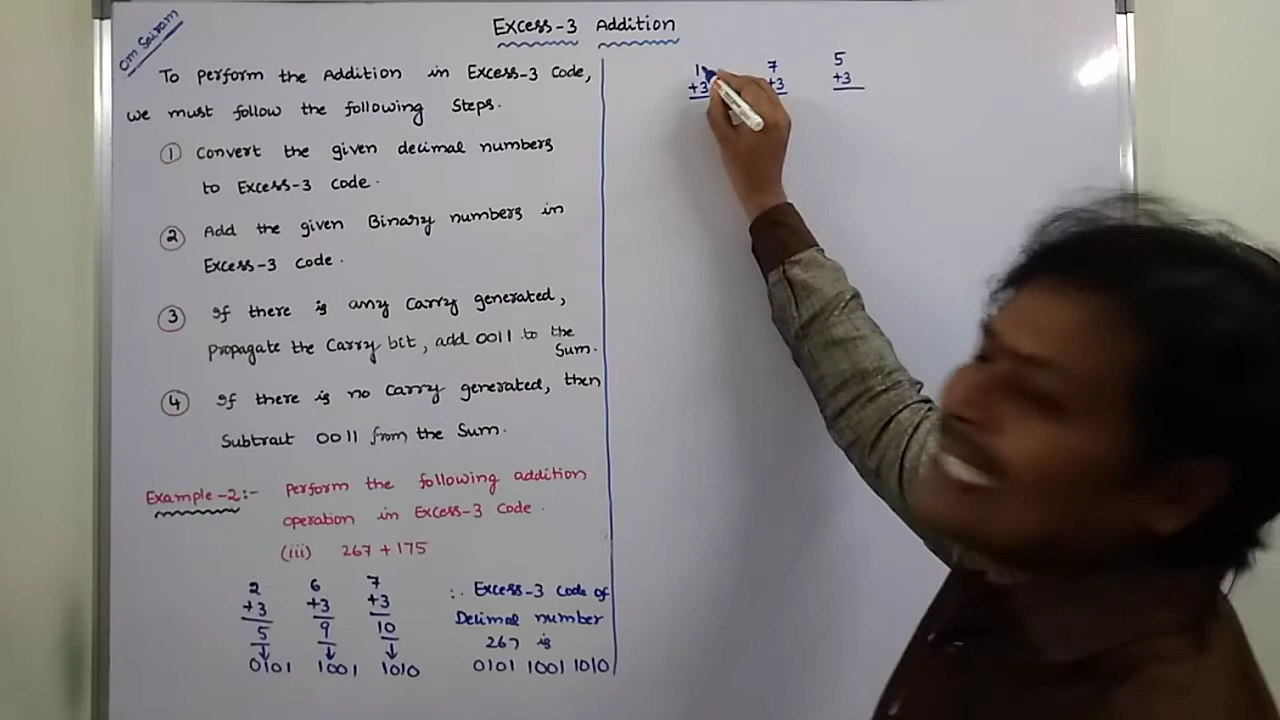 Om Sairam
Excess-3 Addition
To perform the Addition in Excess-3 Code,
we must follow the following Steps.
1 Convert the given decimal numbers
to Excess-3 code.
2 Add the given Binary numbers in
Excess-3 code.
3 If there is any Carry generated,
Propagate the Carry bit, add 0011 to the
Sum.
4 If there is no Carry generated, then
Subtract 0011 from the Sum.
Example-2:- Perform the following addition
operation in Excess-3 Code.
(iii) 267 + 175
2 6 7
+3 +3 +3
5 9 10
0101 1001 1010
∴ Excess-3 Code of
Decimal number
267 is
0101 1001 1010
1 7 5
+3 +3 +3